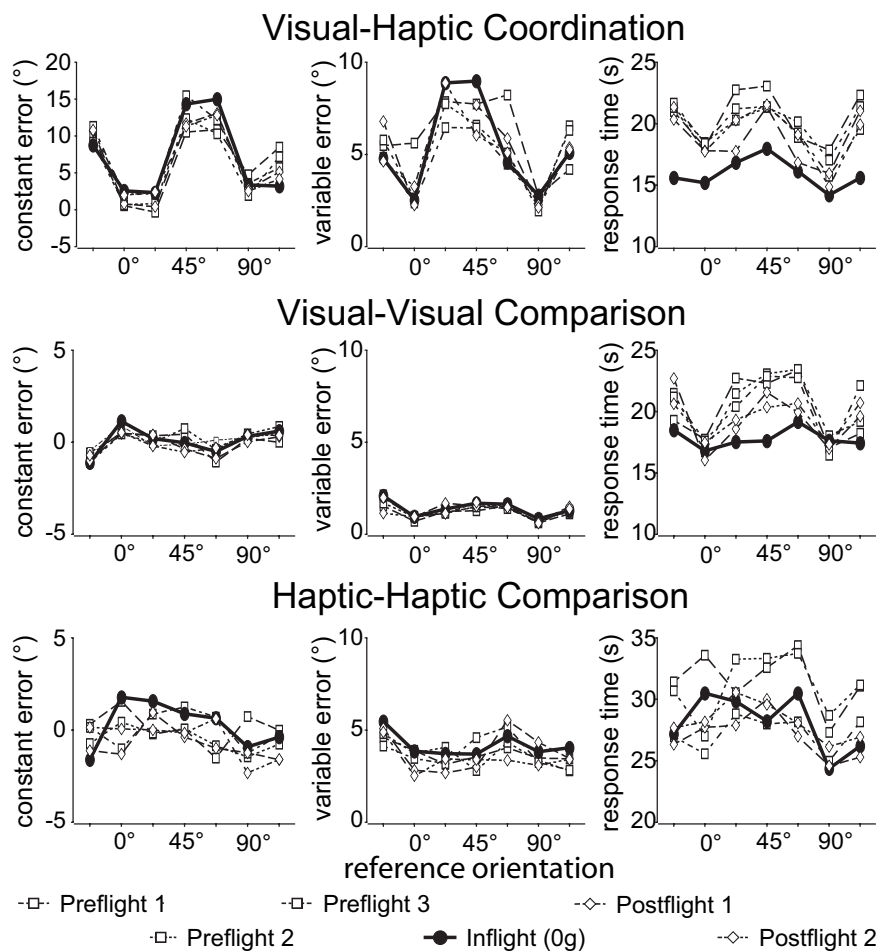 Visual-Haptic Coordination
constant error (°)
20
15
10
5
0
-5
0° 45° 90°
variable error (°)
10
5
0
0° 45° 90°
response time (s)
25
20
15
10
0° 45° 90°
Visual-Visual Comparison
constant error (°)
5
0
-5
0° 45° 90°
variable error (°)
10
5
0
0° 45° 90°
response time (s)
25
20
15
10
0° 45° 90°
Haptic-Haptic Comparison
constant error (°)
5
0
-5
0° 45° 90°
variable error (°)
10
5
0
0° 45° 90°
response time (s)
35
30
25
20
0° 45° 90°
reference orientation
Preflight 1 Preflight 3 Postflight 1
Preflight 2 Inflight (0g) Postflight 2